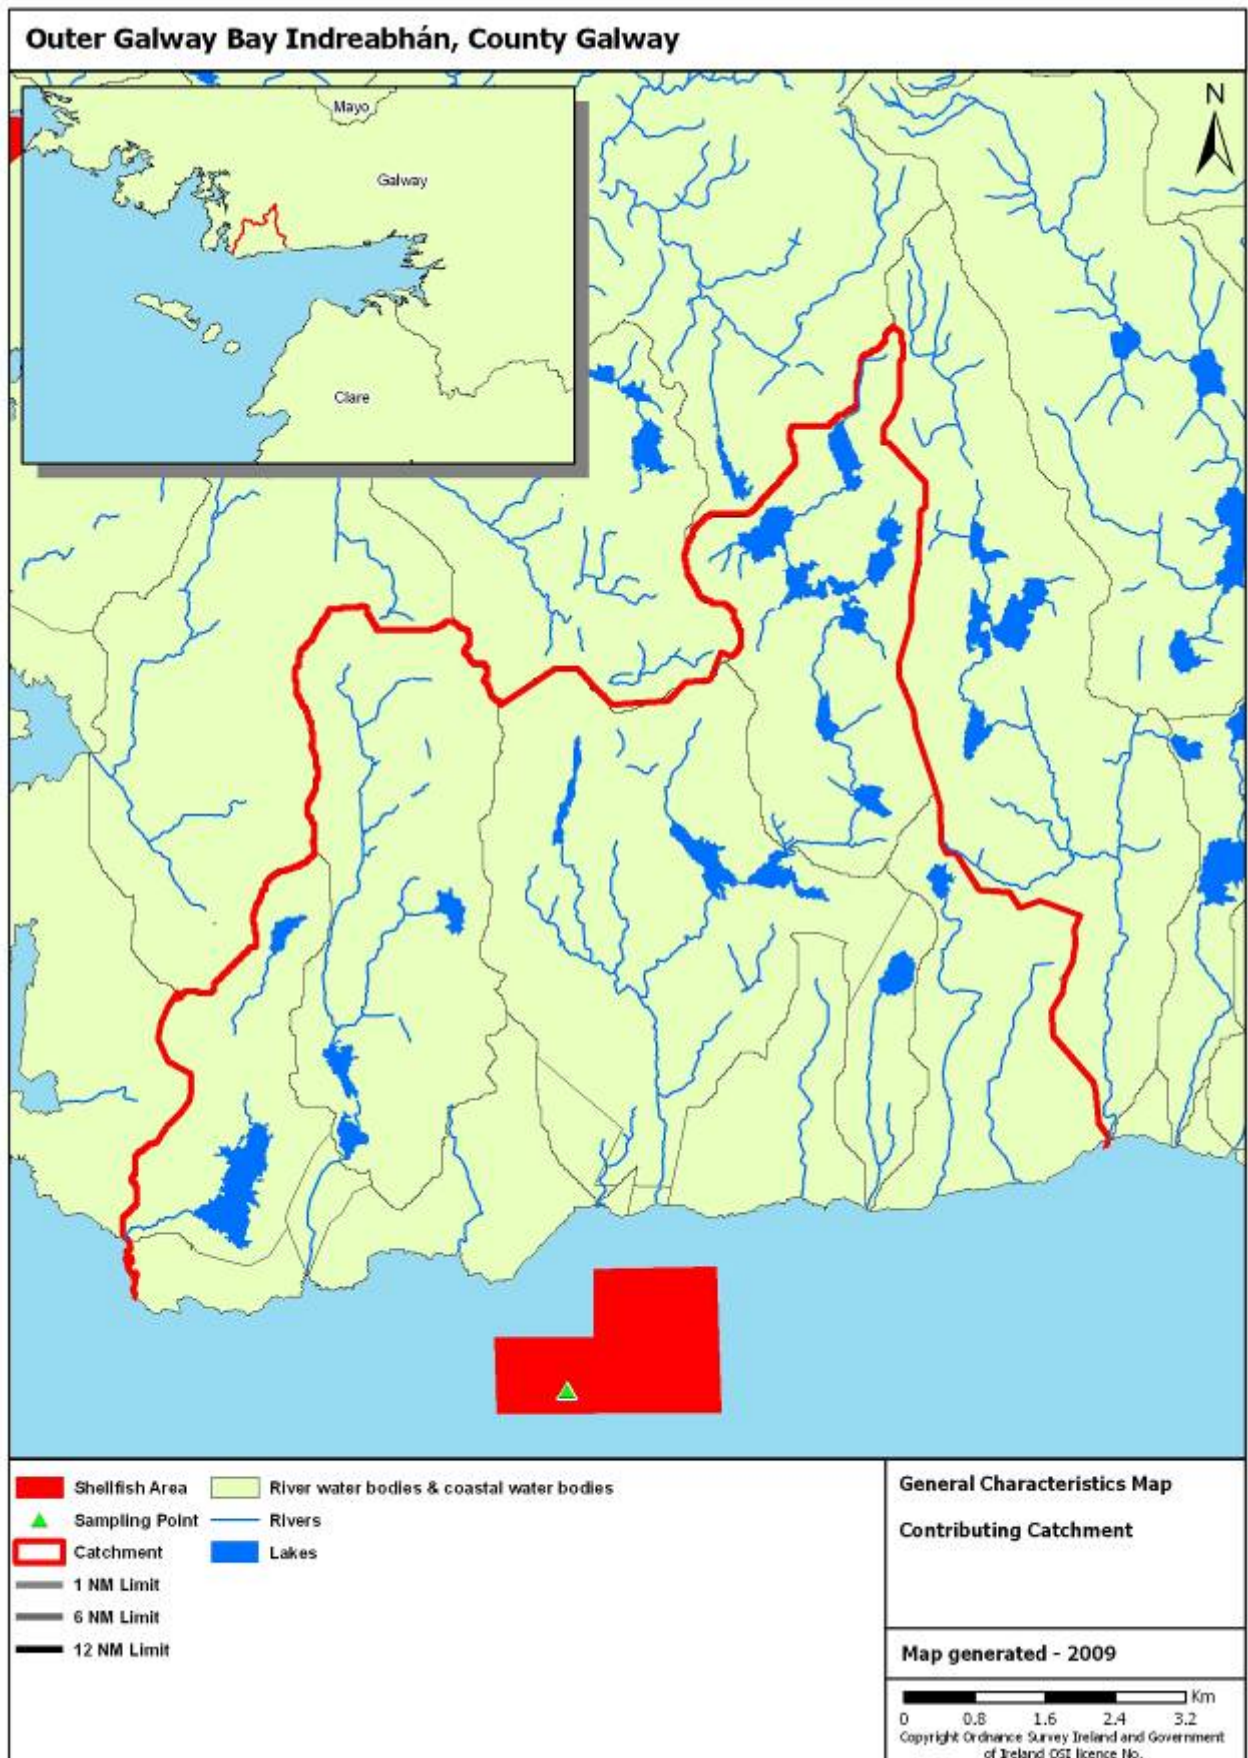 Outer Galway Bay Indreabhán, County Galway
Mayo
N
Galway
Clare
Shellfish Area
River water bodies & coastal water bodies
Sampling Point
Rivers
Catchment
Lakes
1 NM Limit
6 NM Limit
12 NM Limit
General Characteristics Map
Contributing Catchment
Map generated - 2009
Km
0 0.8 1.6 2.4 3.2
Copyright Ordnance Survey Ireland and Government
of Ireland OSI licence No.